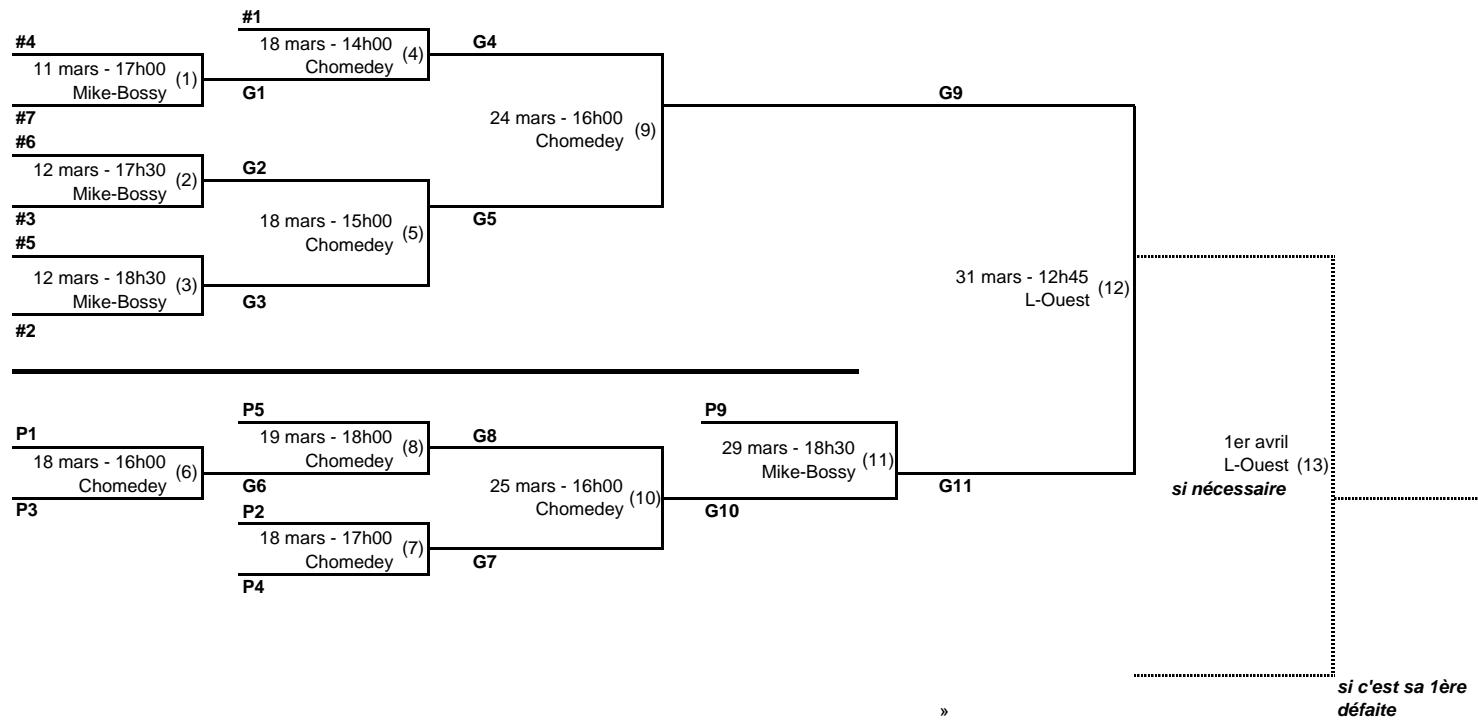 #1
#4
18 mars - 14h00 (4)
Chomedey
G4
11 mars - 17h00 (1)
Mike-Bossy
G1
G9
#7
24 mars - 16h00 (9)
Chomedey
#6
12 mars - 17h30 (2)
Mike-Bossy
G2
#3
18 mars - 15h00 (5)
Chomedey
G5
#5
12 mars - 18h30 (3)
Mike-Bossy
G3
31 mars - 12h45 (12)
L-Ouest
#2
P5
P9
P1
19 mars - 18h00 (8)
Chomedey
G8
29 mars - 18h30 (11)
Mike-Bossy
1er avril
L-Ouest (13)
si nécessaire
18 mars - 16h00 (6)
Chomedey
G6
25 mars - 16h00 (10)
Chomedey
G11
P3
P2
G10
18 mars - 17h00 (7)
Chomedey
G7
P4
si c'est sa 1ère
défaite
»